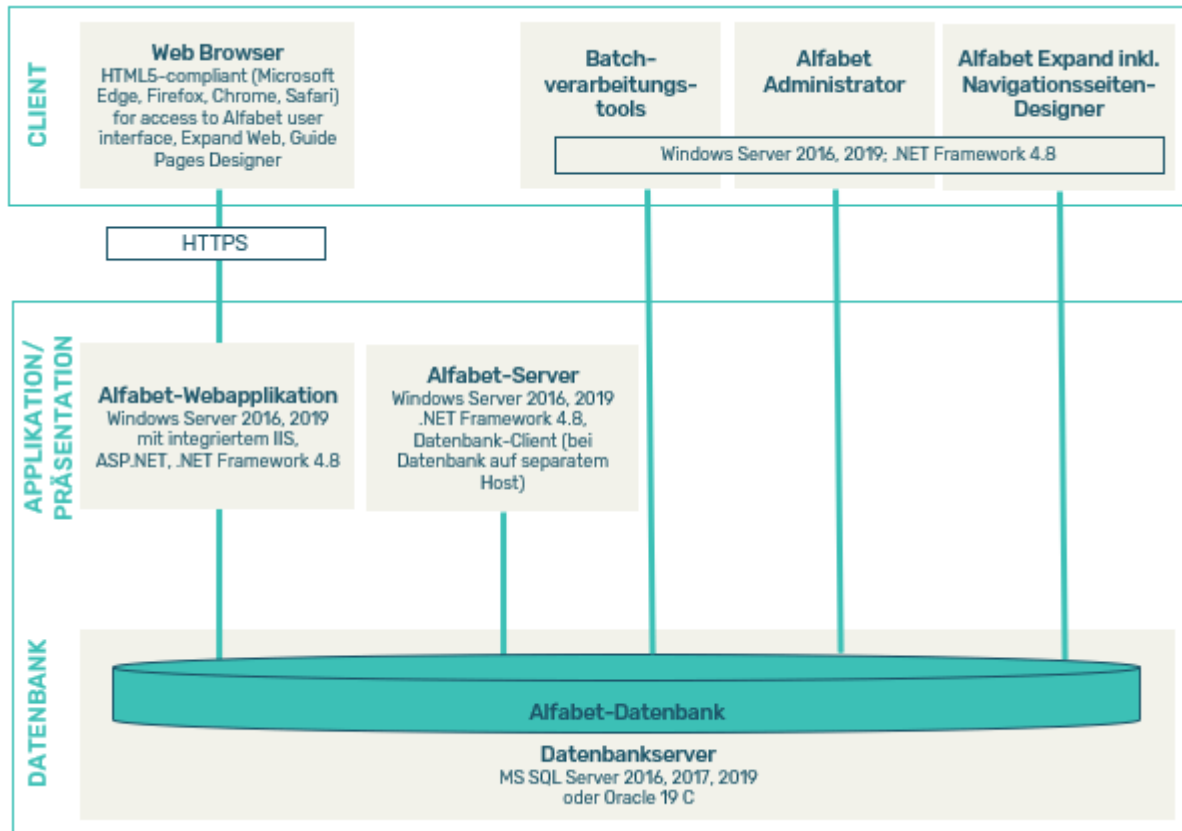 CLIENT
Web Browser
HTML5-compliant (Microsoft
Edge, Firefox, Chrome, Safari)
for access to Alfabet user
interface, Expand Web, Guide
Pages Designer
Batch-
verarbeitungs-
tools
Alfabet
Administrator
Alfabet Expand inkl.
Navigationsseiten-
Designer
Windows Server 2016, 2019; .NET Framework 4.8
HTTPS
APPLIKATION/
PRÄSENTATION
Alfabet-Webapplikation
Windows Server 2016, 2019
mit integriertem IIS,
ASP.NET, .NET Framework 4.8
Alfabet-Server
Windows Server 2016, 2019
.NET Framework 4.8,
Datenbank-Client (bei
Datenbank auf separatem
Host)
DATENBANK
Alfabet-Datenbank
Datenbankserver
MS SQL Server 2016, 2017, 2019
oder Oracle 19 C